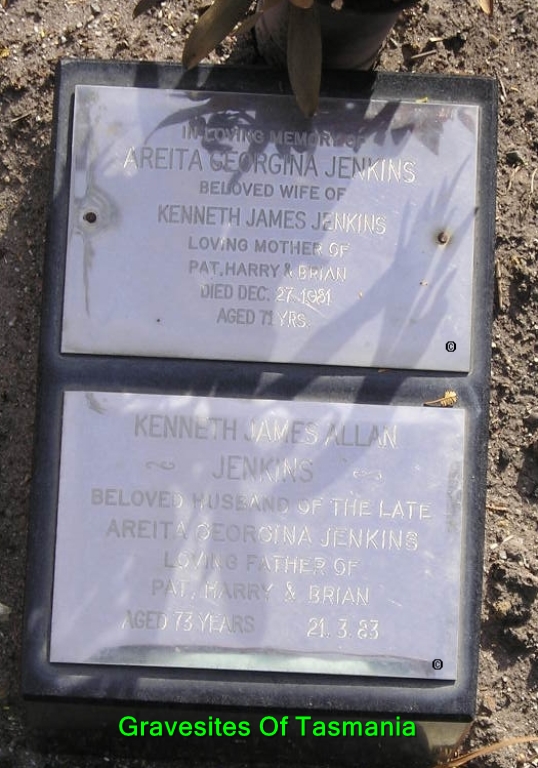 IN LOVING MEMORY OF
AREITA GEORGINA JENKINS
BELOVED WIFE OF
KENNETH JAMES JENKINS
LOVING MOTHER OF
PAT, HARRY & BRIAN
DIED DEC. 27. 1981
AGED 71 YRS.
©
KENNETH JAMES ALLAN
JENKINS
BELOVED HUSBAND OF THE LATE
AREITA GEORGINA JENKINS
LOVING FATHER OF
PAT, HARRY & BRIAN
AGED 73 YEARS 21. 3. 83
©
Gravesites Of Tasmania